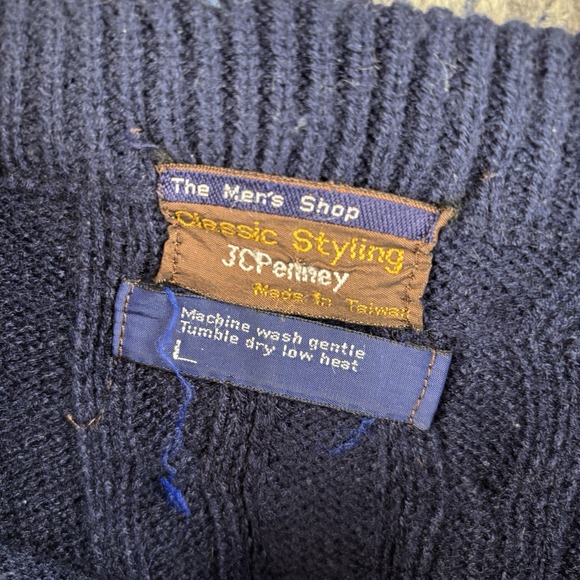 The Men's Shop
Classic Styling
JCPenney
Made in Taiwan
Machine wash gentle
Tumble dry low heat
L